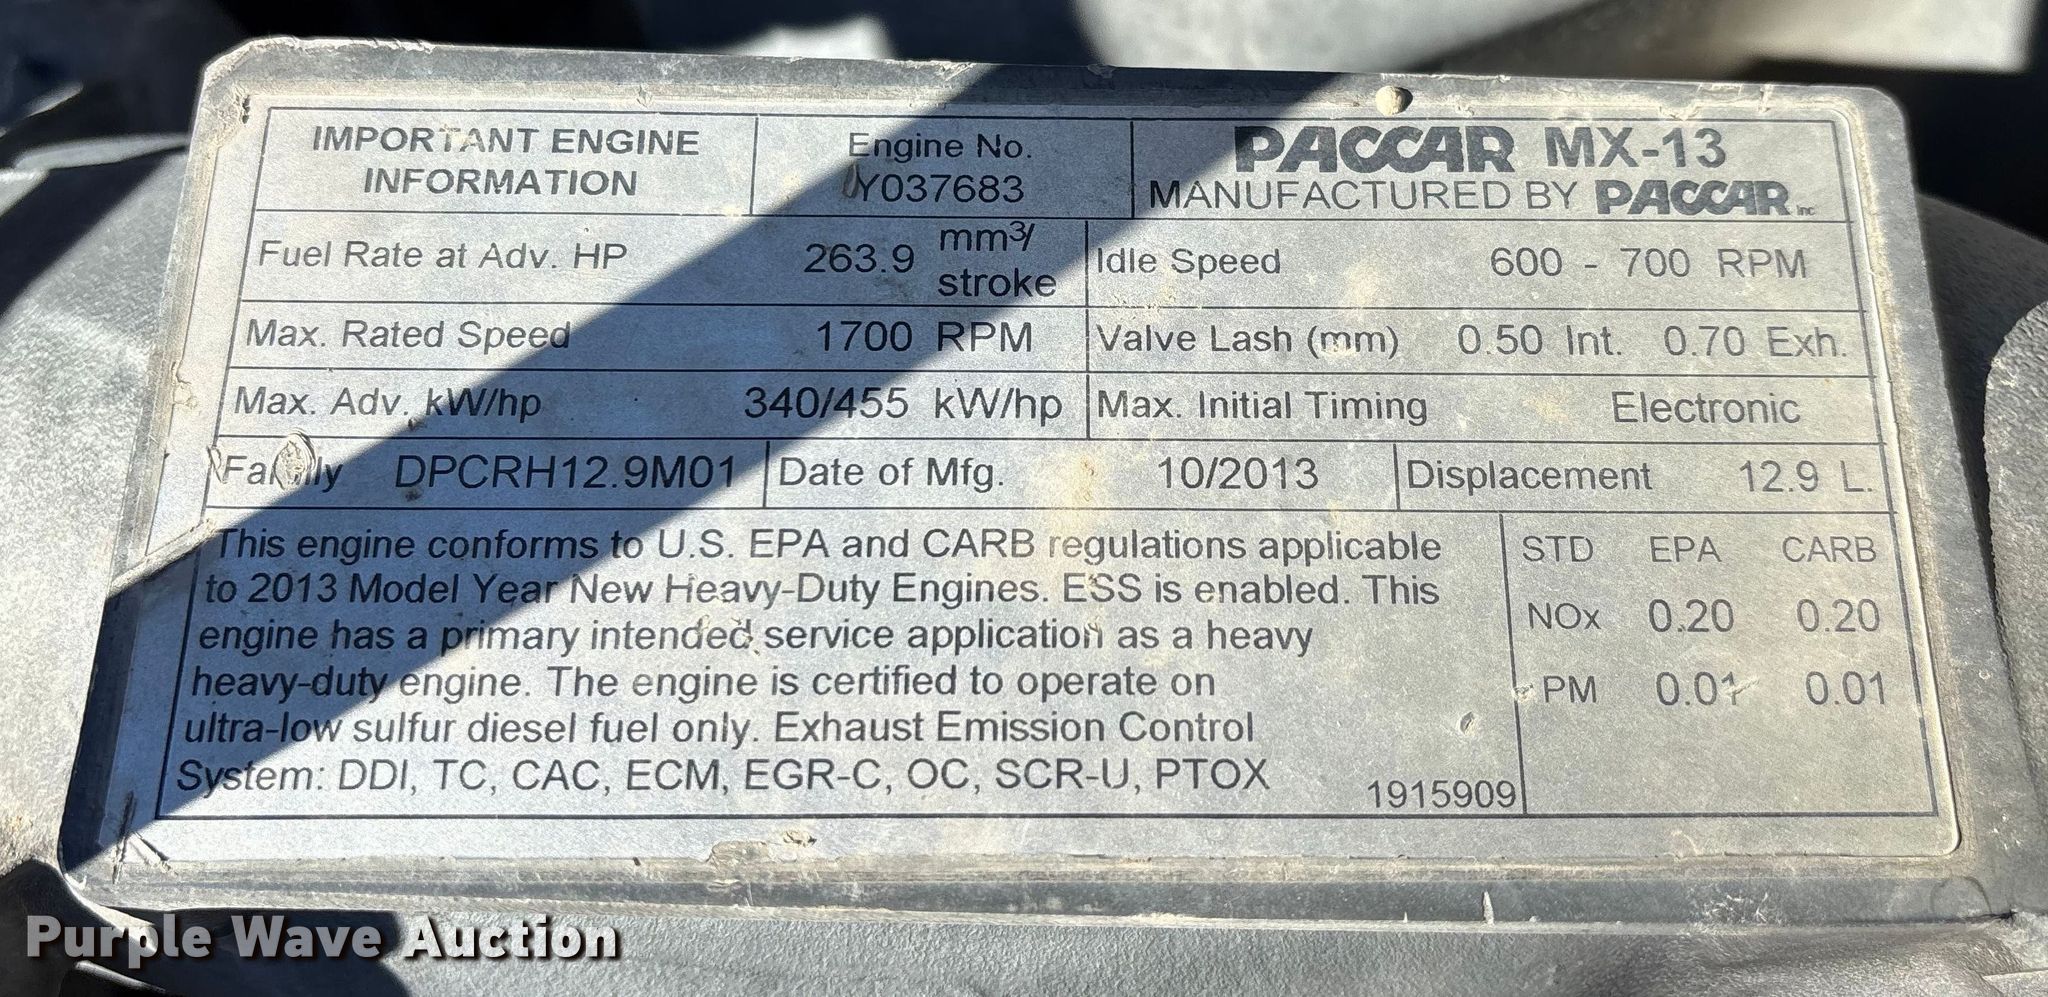 IMPORTANT ENGINE
INFORMATION
Engine No.
Y037683
PACCAR MX-13
MANUFACTURED BY PACCAR Inc
Fuel Rate at Adv. HP 263.9 mm³/
stroke
Idle Speed 600 - 700 RPM
Max. Rated Speed 1700 RPM
Valve Lash (mm) 0.50 Int. 0.70 Exh.
Max. Adv. kW/hp 340/455 kW/hp
Max. Initial Timing Electronic
Family DPCRH12.9M01
Date of Mfg. 10/2013
Displacement 12.9 L.
This engine conforms to U.S. EPA and CARB regulations applicable
to 2013 Model Year New Heavy-Duty Engines. ESS is enabled. This
engine has a primary intended service application as a heavy
heavy-duty engine. The engine is certified to operate on
ultra-low sulfur diesel fuel only. Exhaust Emission Control
System: DDI, TC, CAC, ECM, EGR-C, OC, SCR-U, PTOX
1915909
STD EPA CARB
NOx 0.20 0.20
PM 0.01 0.01
Purple Wave Auction